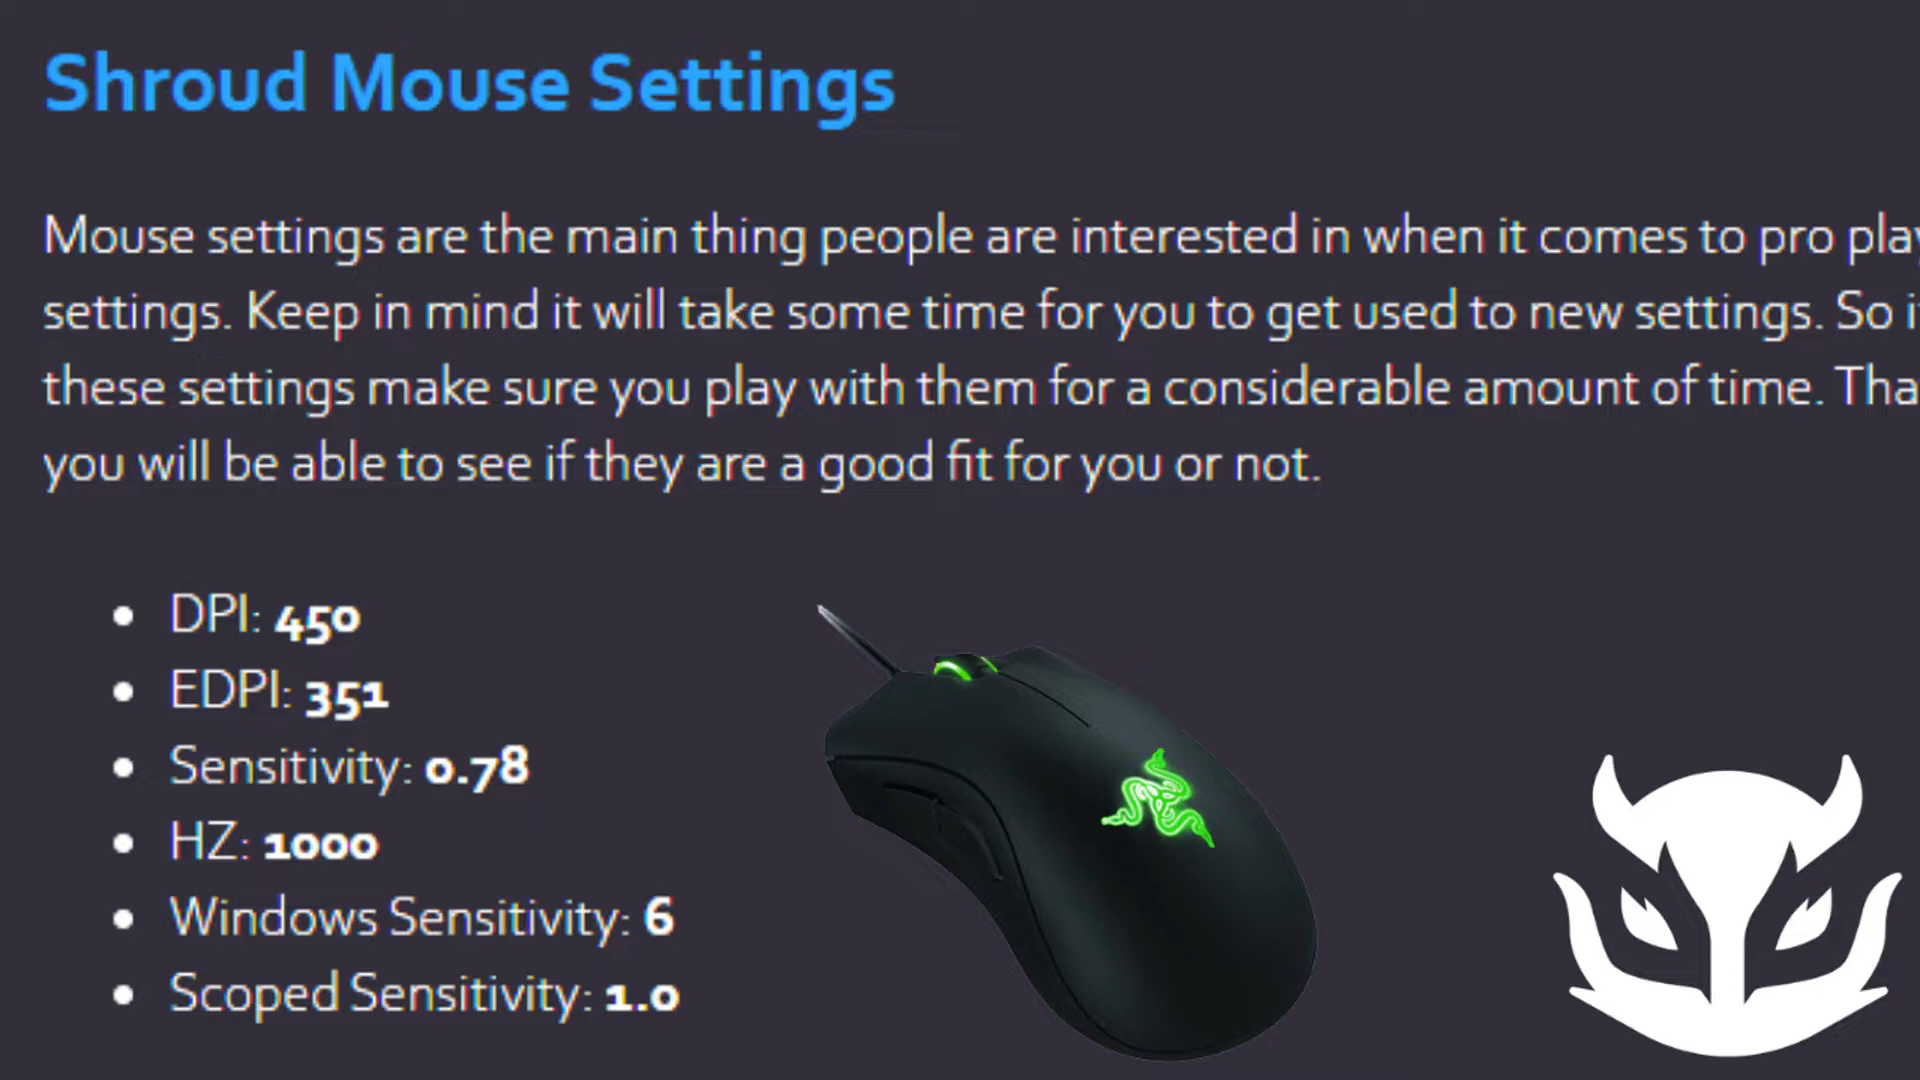 Shroud Mouse Settings
Mouse settings are the main thing people are interested in when it comes to pro
settings. Keep in mind it will take some time for you to get used to new settings. So
these settings make sure you play with them for a considerable amount of time.
you will be able to see if they are a good fit for you or not.
• DPI: 450
• EDPI: 351
• Sensitivity: 0.78
• HZ: 1000
• Windows Sensitivity: 6
• Scoped Sensitivity: 1.0